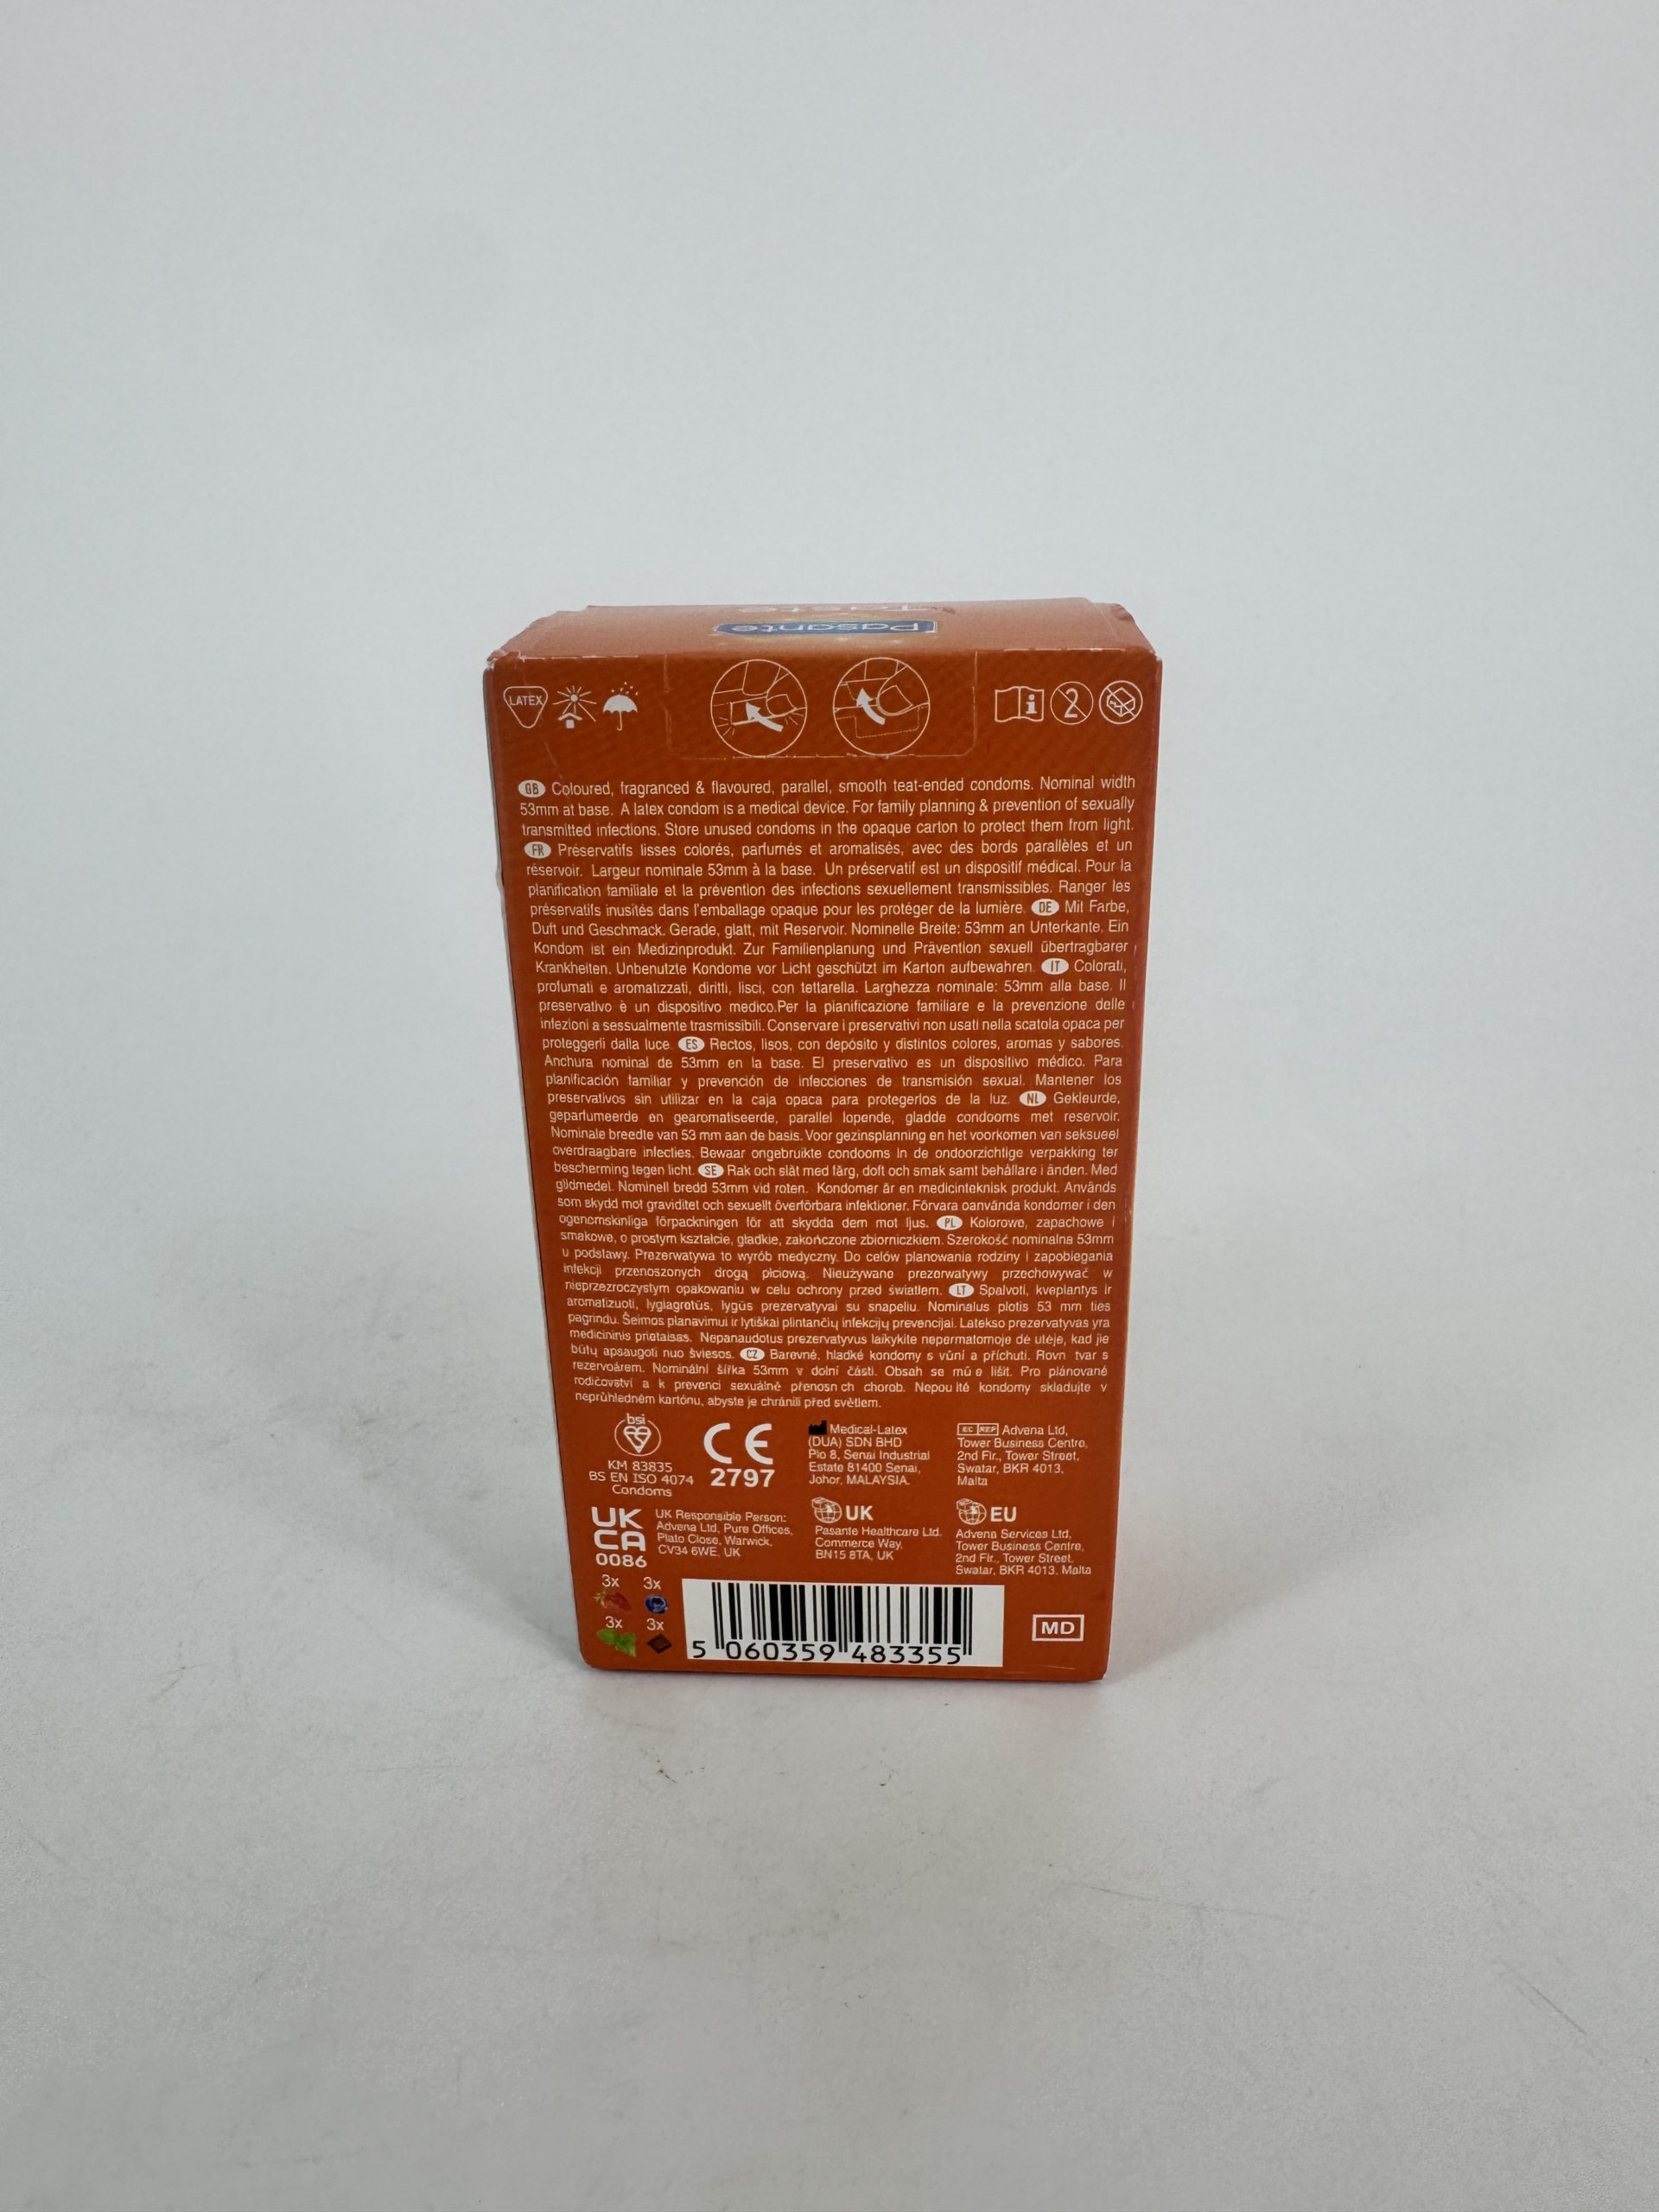 Taste
Pasante
LATEX
2
GB Coloured, fragranced & flavoured, parallel, smooth teat-ended condoms. Nominal width
53mm at base. A latex condom is a medical device. For family planning & prevention of sexually
transmitted infections. Store unused condoms in the opaque carton to protect them from light.
FR Préservatifs lisses colorés, parfumés et aromatisés, avec des bords parallèles et un
réservoir. Largeur nominale 53mm à la base. Un préservatif est un dispositif médical. Pour la
planification familiale et la prévention des infections sexuellement transmissibles. Ranger les
préservatifs inusités dans l'emballage opaque pour les protéger de la lumière. DE Mit Farbe,
Duft und Geschmack. Gerade, glatt, mit Reservoir. Nominelle Breite: 53mm an Unterkante. Ein
Kondom ist ein Medizinprodukt. Zur Familienplanung und Prävention sexuell übertragbarer
Krankheiten. Unbenutzte Kondome vor Licht geschützt im Karton aufbewahren. IT Colorati,
profumati e aromatizzati, diritti, lisci, con tettarella. Larghezza nominale: 53mm alla base. Il
preservativo è un dispositivo medico.Per la pianificazione familiare e la prevenzione delle
infezioni a sessualmente trasmissibili. Conservare i preservativi non usati nella scatola opaca per
proteggerli dalla luce ES Rectos, lisos, con depósito y distintos colores, aromas y sabores.
Anchura nominal de 53mm en la base. El preservativo es un dispositivo médico. Para
planificación familiar y prevención de infecciones de transmisión sexual. Mantener los
preservativos sin utilizar en la caja opaca para protegerlos de la luz. NL Gekleurde,
geparfumeerde en gearomatiseerde, parallel lopende, gladde condooms met reservoir.
Nominale breedte van 53 mm aan de basis. Voor gezinsplanning en het voorkomen van seksueel
overdraagbare infecties. Bewaar ongebruikte condooms in de ondoorzichtige verpakking ter
bescherming tegen licht. SE Rak och slät med färg, doft och smak samt behållare i änden. Med
glidmedel. Nominell bredd 53mm vid roten. Kondomer är en medicinteknisk produkt. Används
som skydd mot graviditet och sexuellt överförbara infektioner. Förvara oanvända kondomer i den
ogenomskinliga förpackningen för att skydda dem mot ljus. PL Kolorowe, zapachowe i
smakowe, o prostym kształcie, gładkie, zakończone zbiorniczkiem. Szerokość nominalna 53mm
u podstawy. Prezerwatywa to wyrób medyczny. Do celów planowania rodziny i zapobiegania
infekcji przenoszonych drogą płciową. Nieużywane prezerwatywy przechowywać w
nieprzezroczystym opakowaniu w celu ochrony przed światłem. LT Spalvoti, kvepiantys ir
aromatizuoti, lygiagretūs, lygūs prezervatyvai su snapeliu. Nominalus plotis 53 mm ties
pagrindu. Šeimos planavimui ir lytiškai plintančių infekcijų prevencijai. Latekso prezervatyvas yra
medicininis prietaisas. Nepanaudotus prezervatyvus laikykite nepermatomoje dė utėje, kad jie
būtų apsaugoti nuo šviesos. CZ Barevné, hladké kondomy s vůní a příchutí. Rovn tvar s
rezervoárem. Nominální šířka 53mm v dolní části. Obsah se mů e lišit. Pro plánované
rodičovství a k prevenci sexuálně přenosn ch chorob. Nepou ité kondomy skladujte v
neprůhledném kartónu, abyste je chránili před světlem.
bsi
KM 83835
BS EN ISO 4074
Condoms
CE
2797
Medical-Latex
(DUA) SDN BHD
Plo 8, Senai Industrial
Estate 81400 Senai,
Johor, MALAYSIA.
EC REP Advena Ltd,
Tower Business Centre,
2nd Flr., Tower Street,
Swatar, BKR 4013,
Malta
UK
CA
0086
UK Responsible Person:
Advena Ltd, Pure Offices,
Plato Close, Warwick,
CV34 6WE, UK
UK
Pasante Healthcare Ltd.
Commerce Way,
BN15 8TA, UK
EU
Advena Services Ltd,
Tower Business Centre,
2nd Flr., Tower Street,
Swatar, BKR 4013, Malta
3x 3x
3x 3x
5 060359 483355
MD